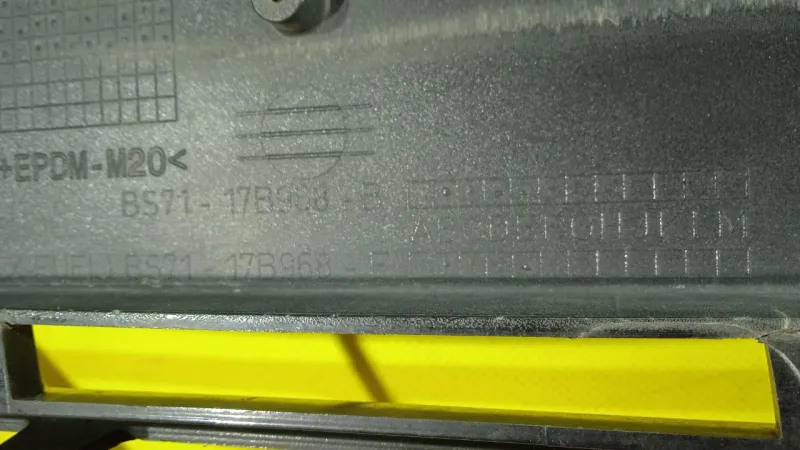 +EPDM-M20<
BS71 - 17B968 - B
A B C D E F G H J K L M
BS71 - 17B968 - E